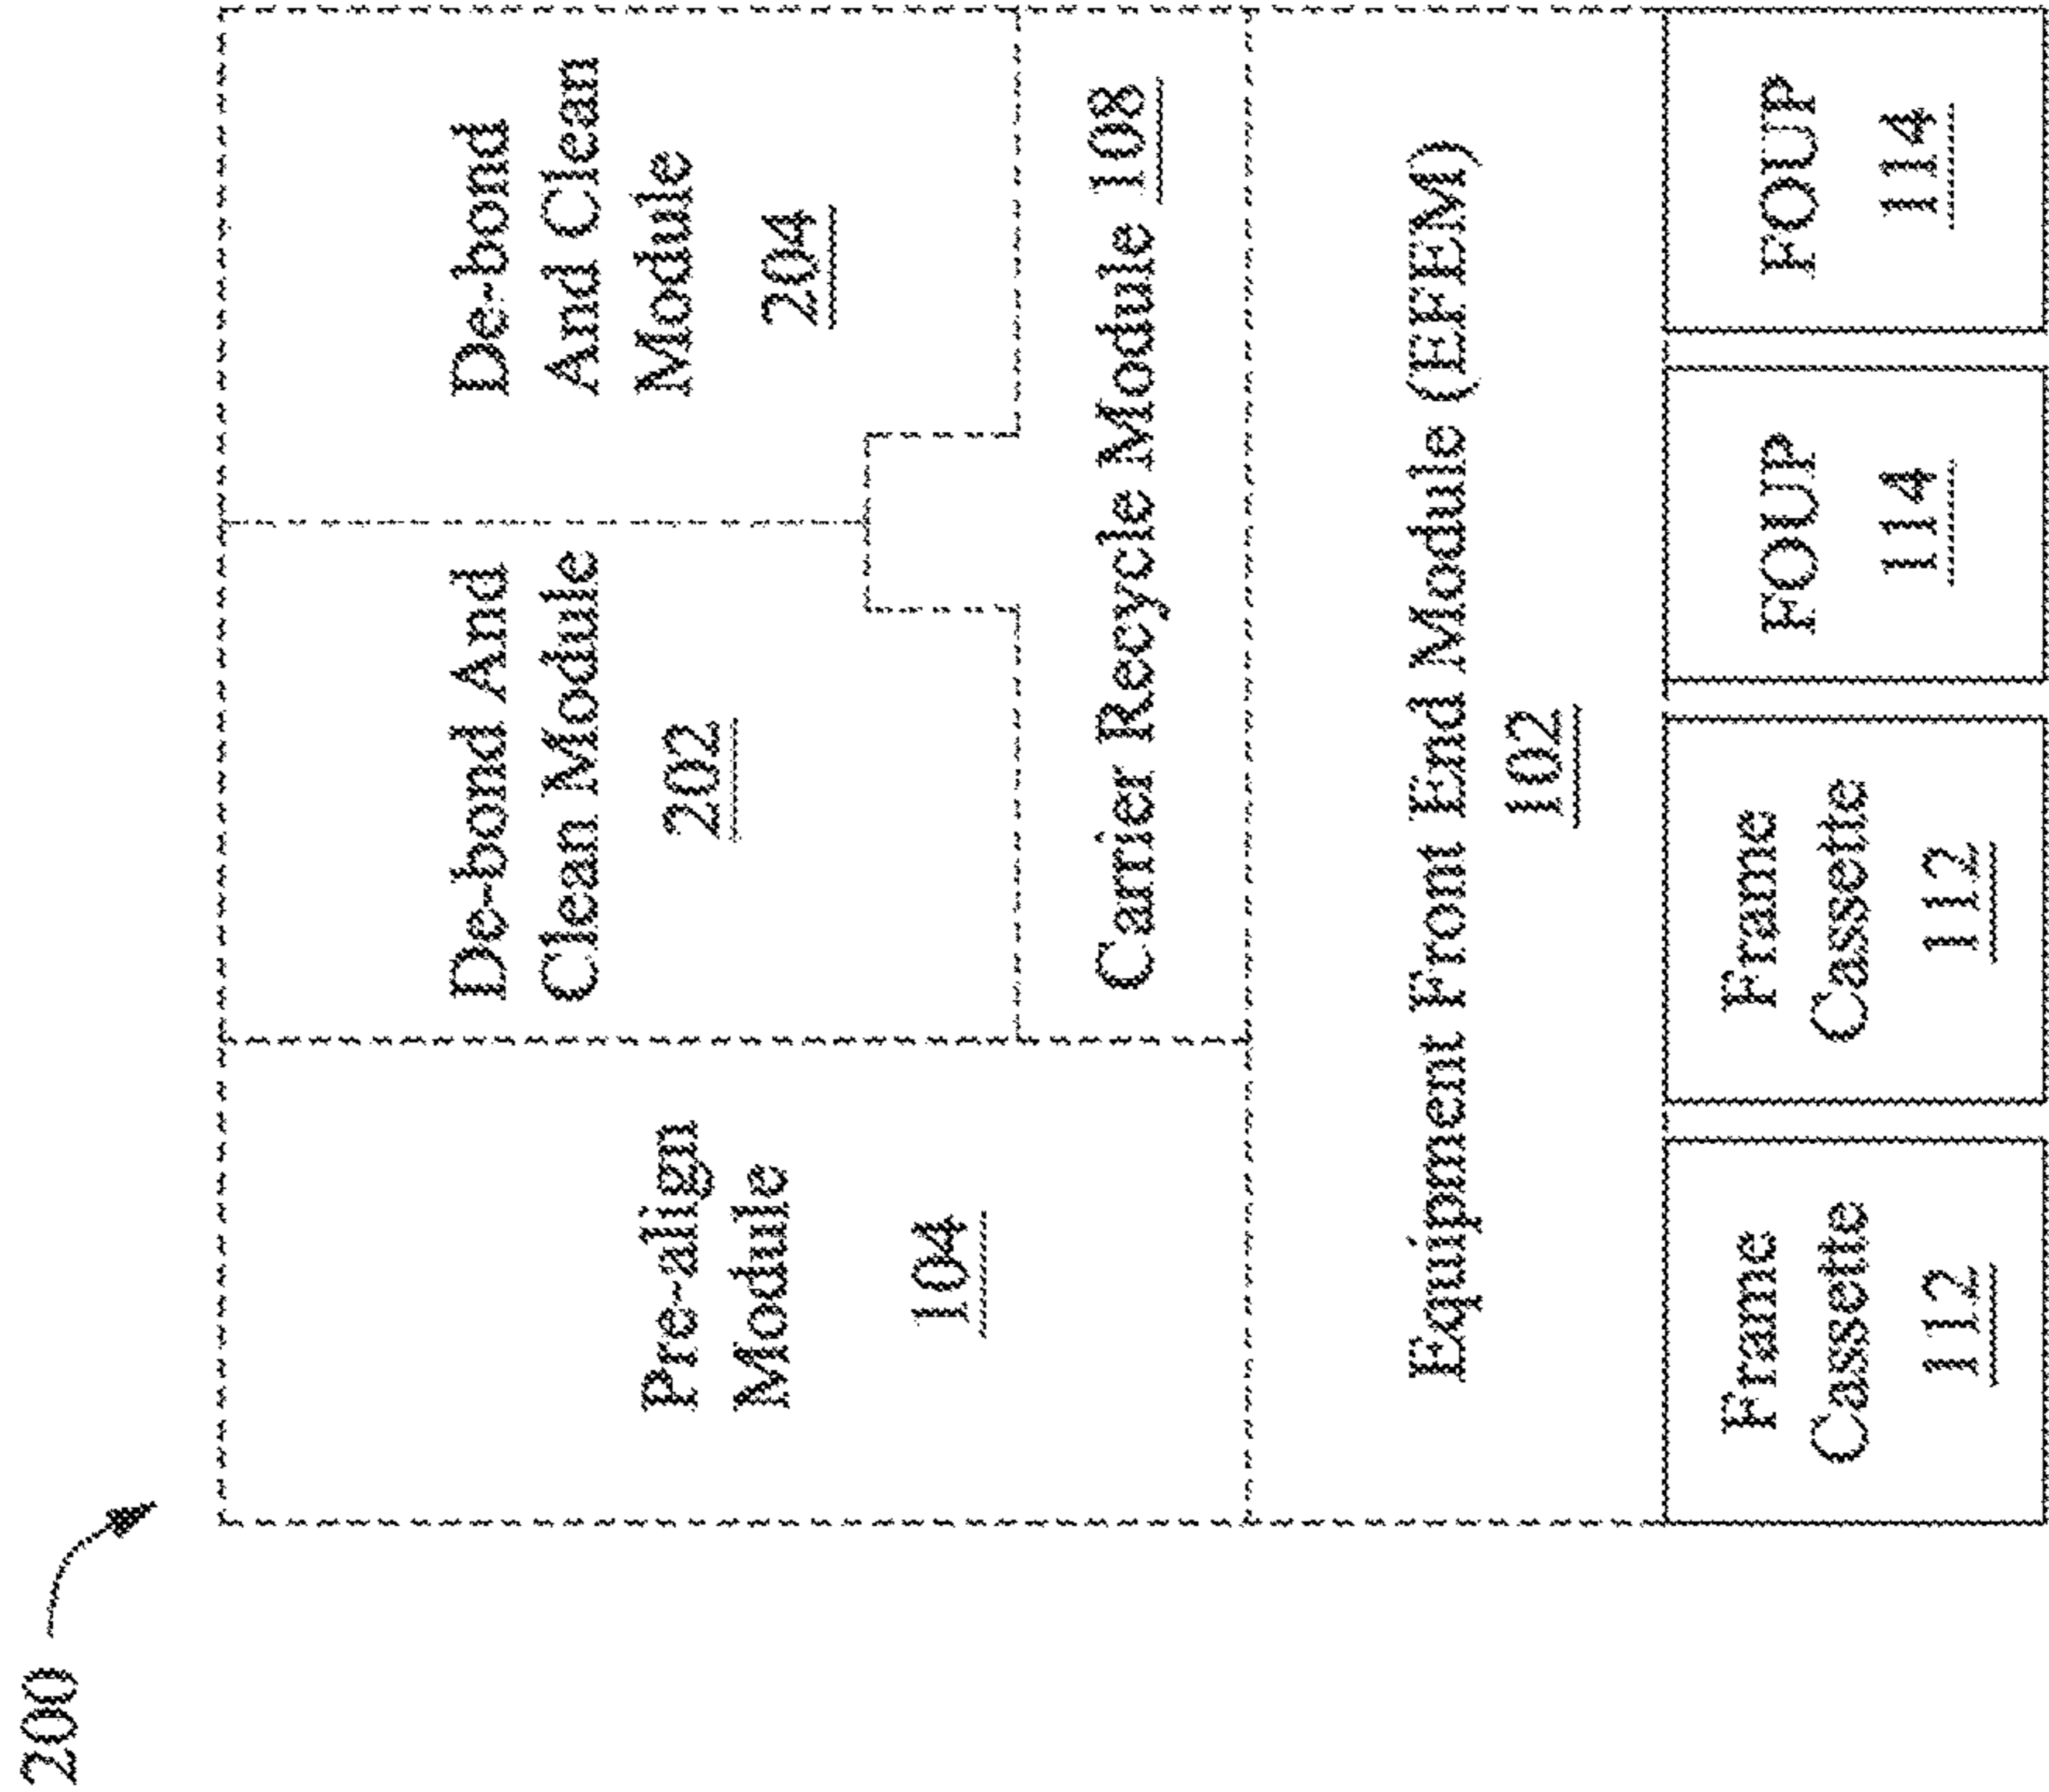 200
Pre-align
Module
104
De-bond And
Clean Module
202
De-bond
And Clean
Module
204
Carrier Recycle Module 108
Equipment Front End Module (EFEM)
102
Frame
Cassette
112
Frame
Cassette
112
FOUP
114
FOUP
114